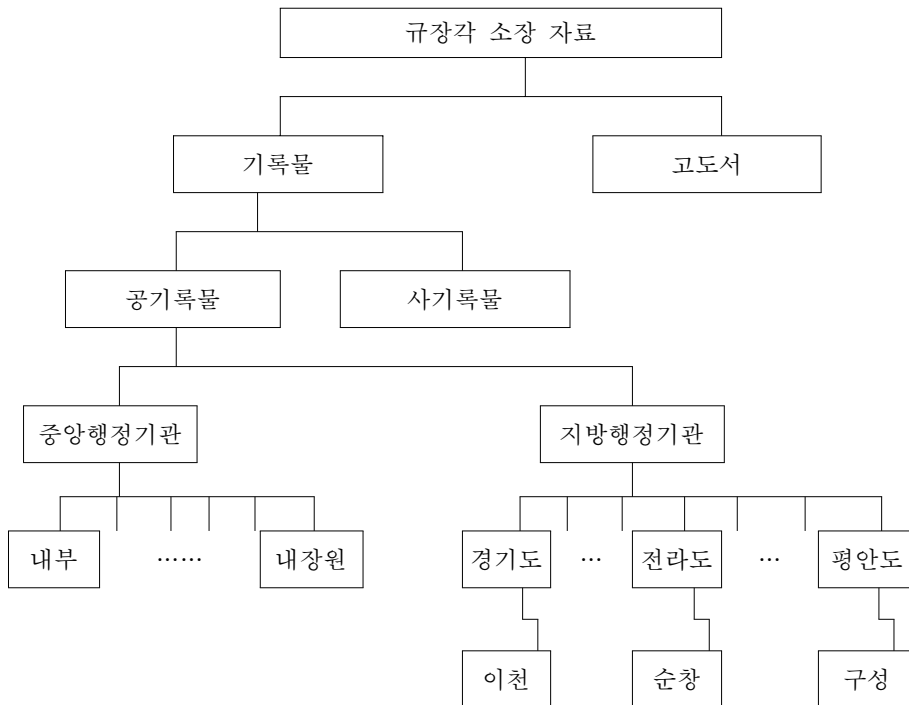 규장각 소장 자료
기록물 고도서
공기록물 사기록물
중앙행정기관 지방행정기관
내부 …… 내장원 경기도 … 전라도 … 평안도
이천 순창 구성